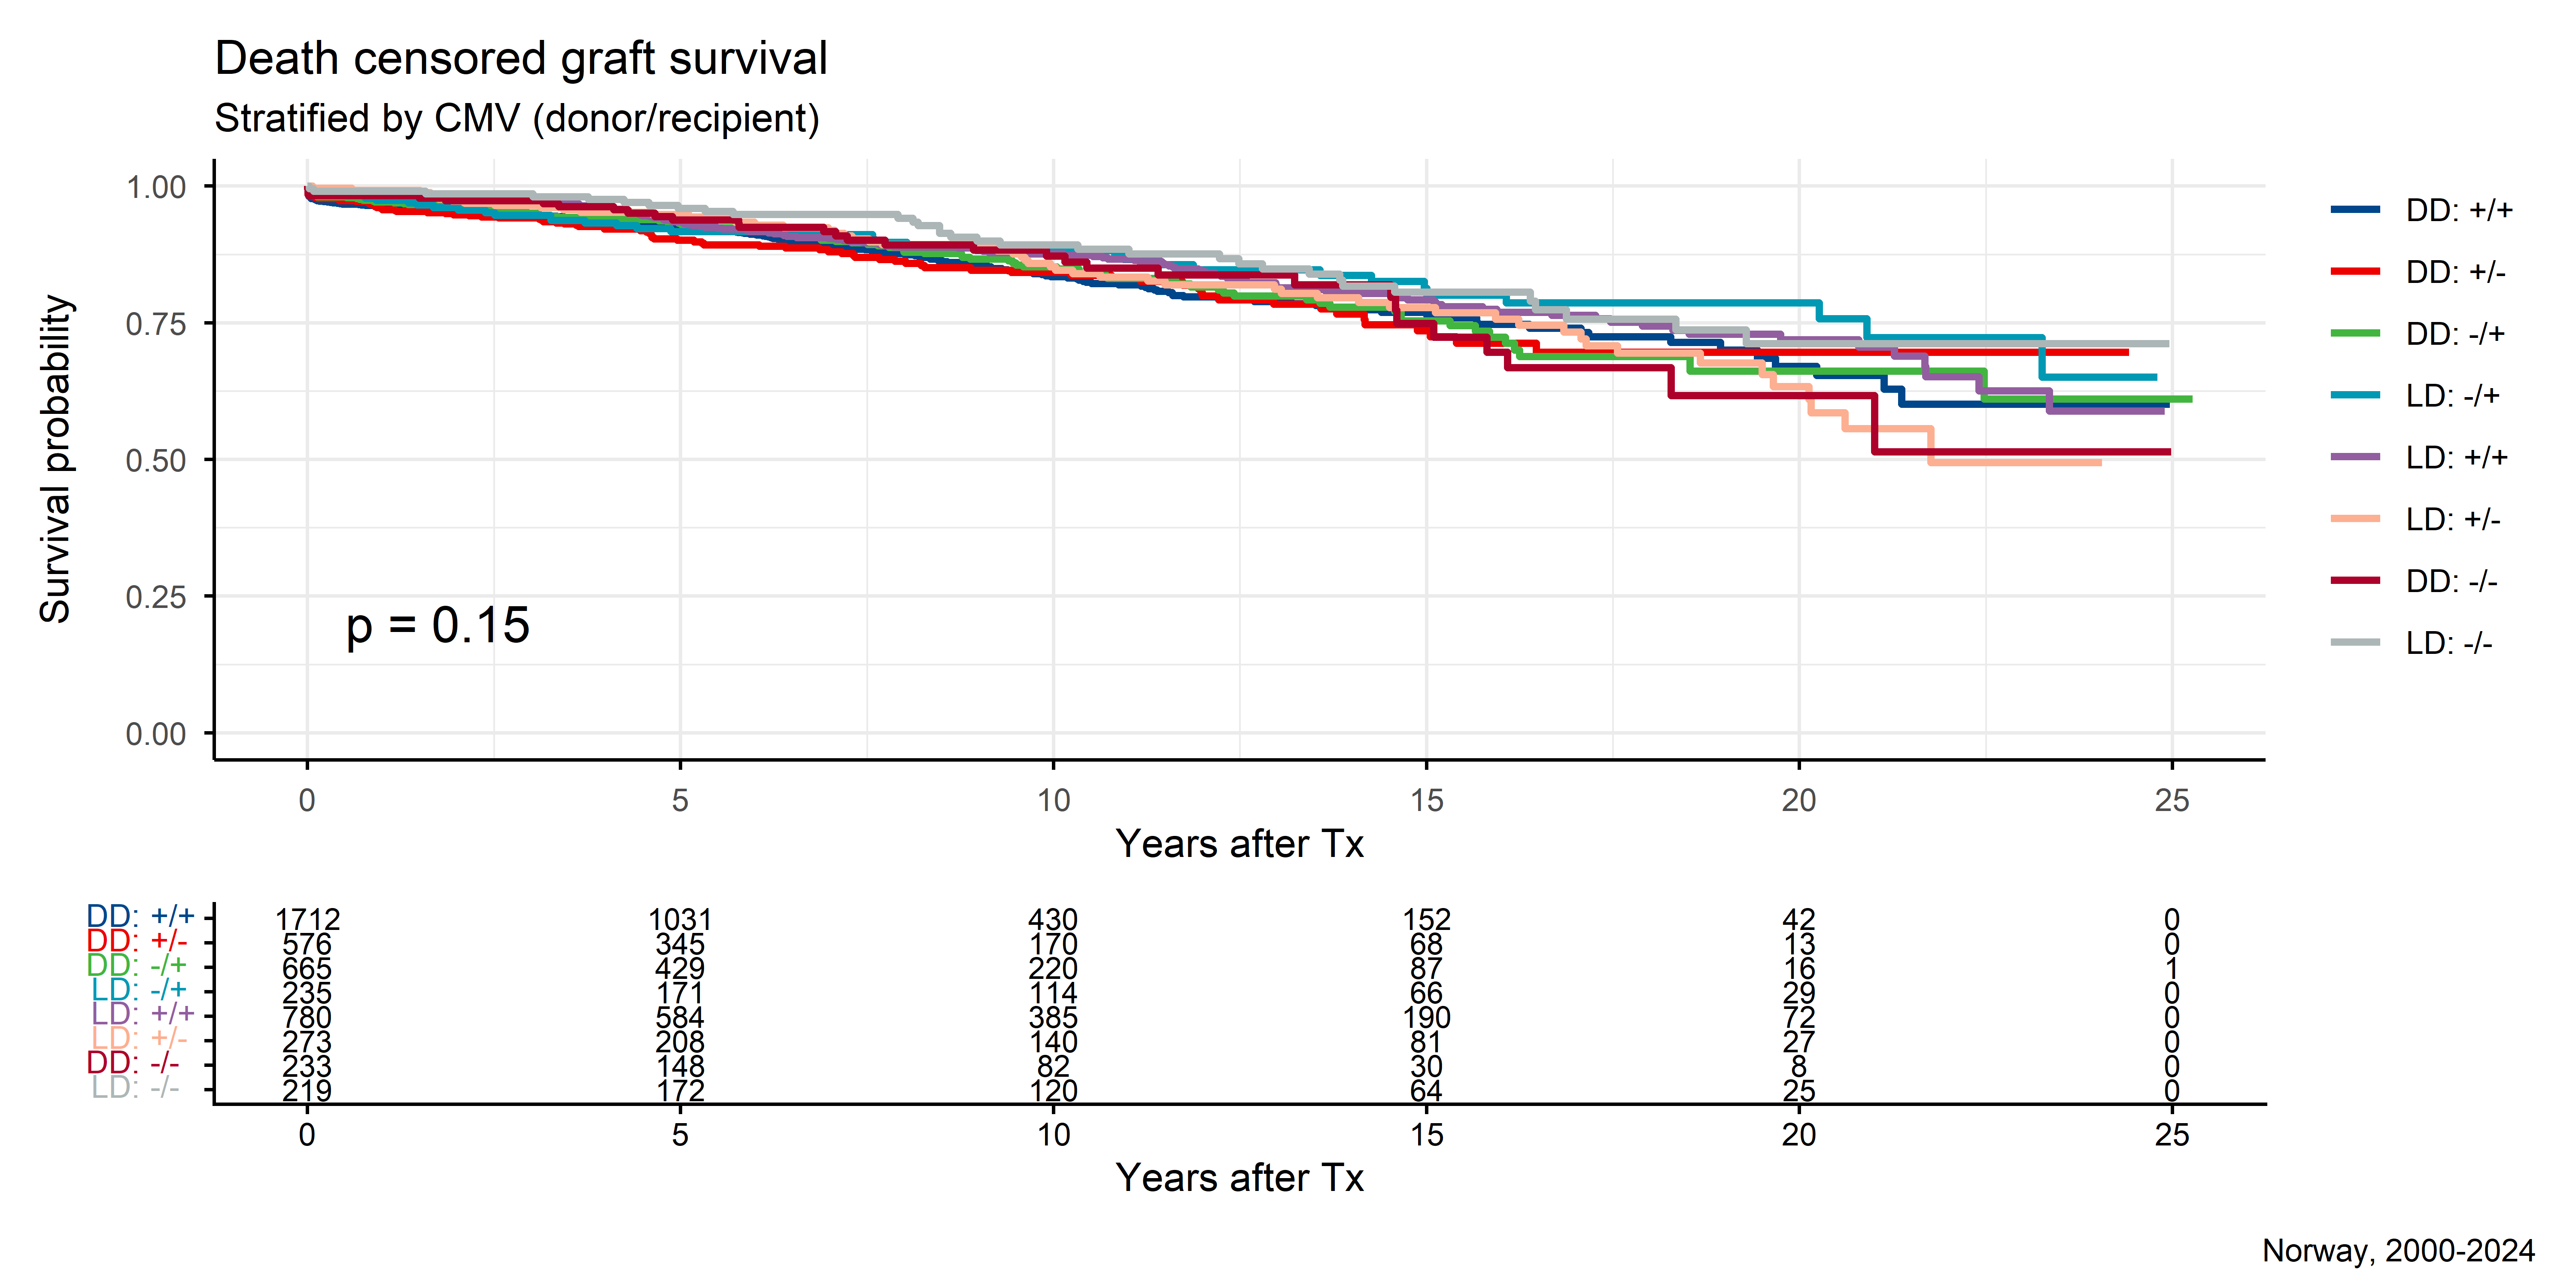 Death censored graft survival
Stratified by CMV (donor/recipient)
Survival probability
1.00
0.75
0.50
0.25
0.00
p = 0.15
0 5 10 15 20 25
Years after Tx
DD: +/+
DD: +/-
DD: -/+
LD: -/+
LD: +/+
LD: +/-
DD: -/-
LD: -/-
DD: +/+ 1712 1031 430 152 42 0
DD: +/- 576 345 170 68 13 0
DD: -/+ 665 429 220 87 16 1
LD: -/+ 235 171 114 66 29 0
LD: +/+ 780 584 385 190 72 0
LD: +/- 273 208 140 81 27 0
DD: -/- 233 148 82 30 8 0
LD: -/- 219 172 120 64 25 0
0 5 10 15 20 25
Years after Tx
Norway, 2000-2024